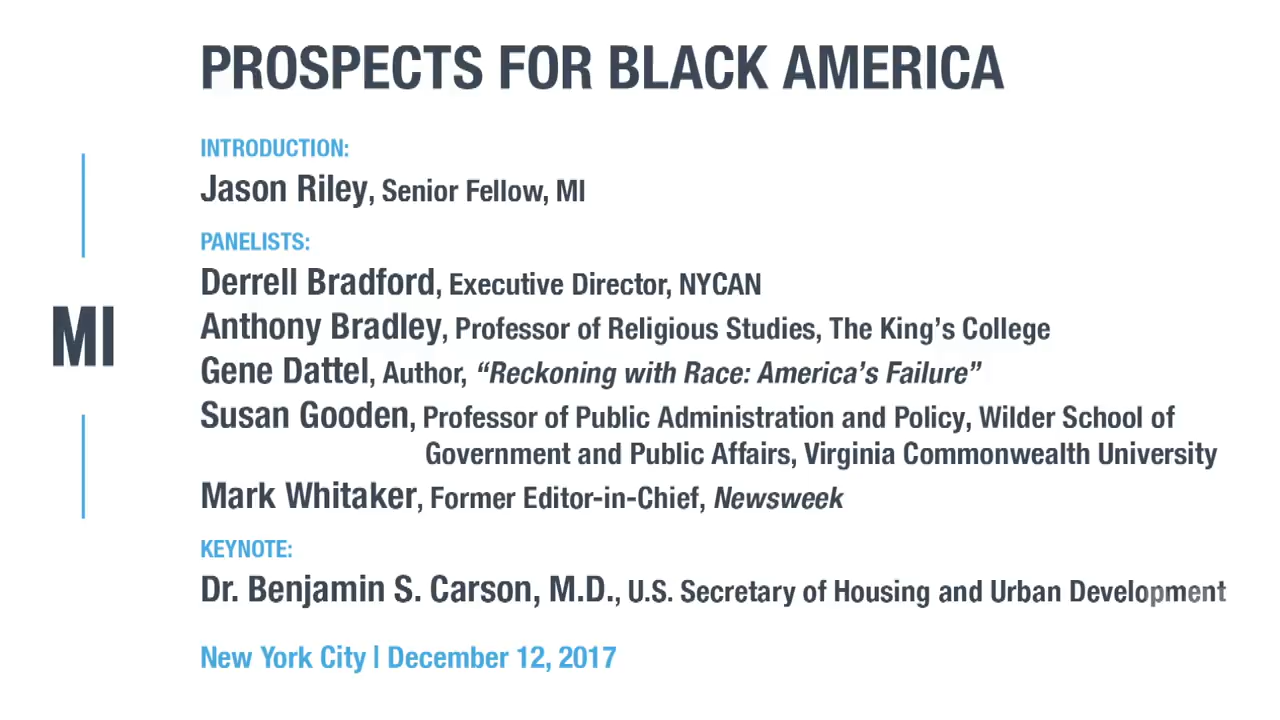 PROSPECTS FOR BLACK AMERICA
INTRODUCTION:
Jason Riley, Senior Fellow, MI
PANELISTS:
Derrell Bradford, Executive Director, NYCAN
Anthony Bradley, Professor of Religious Studies, The King’s College
MI
Gene Dattel, Author, “Reckoning with Race: America’s Failure”
Susan Gooden, Professor of Public Administration and Policy, Wilder School of
Government and Public Affairs, Virginia Commonwealth University
Mark Whitaker, Former Editor-in-Chief, Newsweek
KEYNOTE:
Dr. Benjamin S. Carson, M.D., U.S. Secretary of Housing and Urban Development
New York City | December 12, 2017